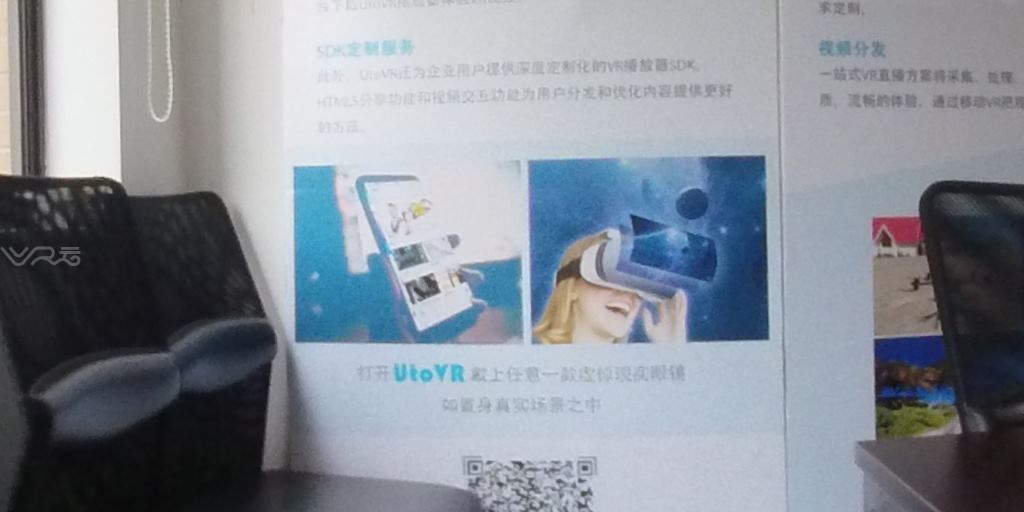 SDK定制服务
此外，UtoVR还为企业用户提供深度定制化的VR播放器SDK。
HTML5分享功能和视频交互功能为用户分发和优化内容提供更好
的方法。
打开UtoVR 戴上任意一款虚拟现实眼镜
如置身真实场景之中
求定制。
视频分发
一站式VR直播方案将采集、处理、
质、流畅的体验，通过移动VR把现
VR云